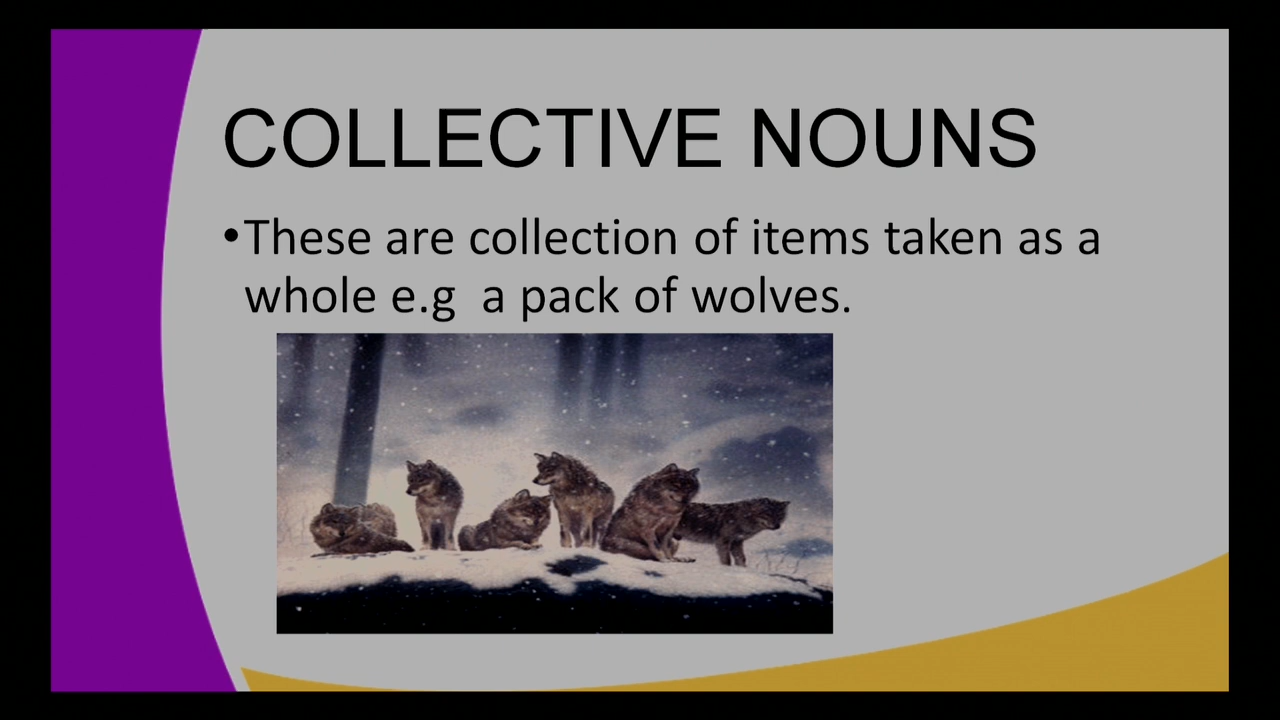 COLLECTIVE NOUNS
•These are collection of items taken as a
whole e.g  a pack of wolves.